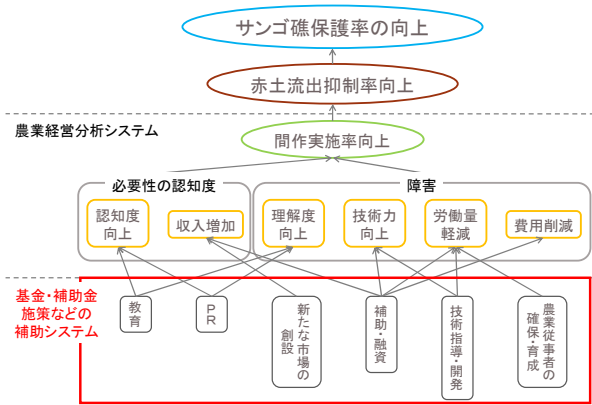 サンゴ礁保護率の向上
赤土流出抑制率向上
農業経営分析システム
間作実施率向上
必要性の認知度
障害
認知度
向上
収入増加
理解度
向上
技術力
向上
労働量
軽減
費用削減
基金・補助金
施策などの
補助システム
教育
PR
新たな市場の
創設
補助・融資
技術指導・開発
農業従事者の
確保・育成